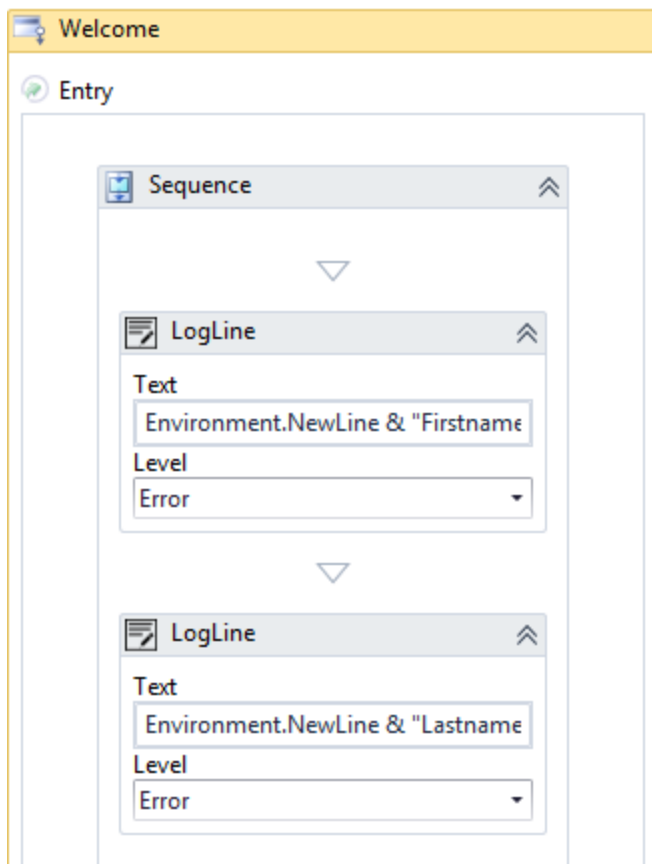 Welcome
Entry
Sequence
LogLine
Text
Environment.NewLine & "Firstname
Level
Error
LogLine
Text
Environment.NewLine & "Lastname
Level
Error